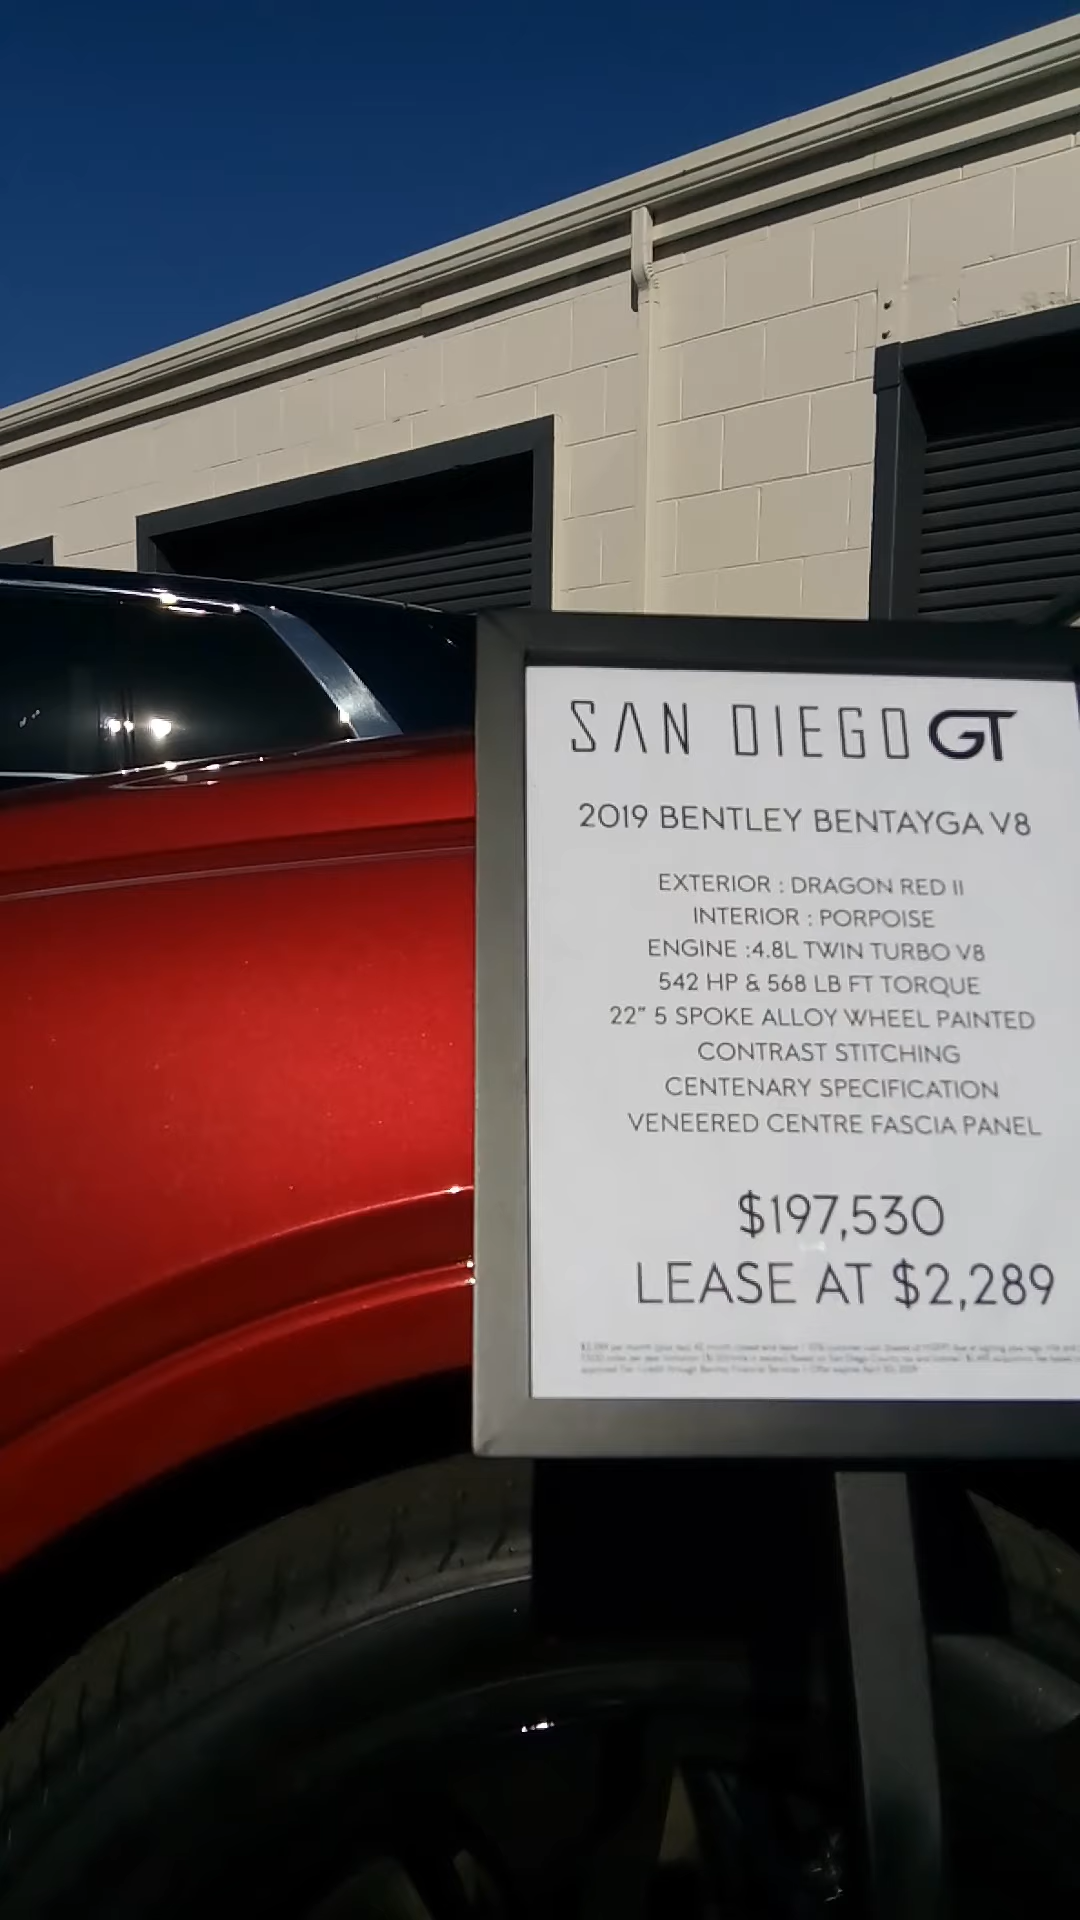 SAN DIEGO GT
2019 BENTLEY BENTAYGA V8
EXTERIOR : DRAGON RED II
INTERIOR : PORPOISE
ENGINE :4.8L TWIN TURBO V8
542 HP & 568 LB FT TORQUE
22" 5 SPOKE ALLOY WHEEL PAINTED
CONTRAST STITCHING
CENTENARY SPECIFICATION
VENEERED CENTRE FASCIA PANEL
$197,530
LEASE AT $2,289